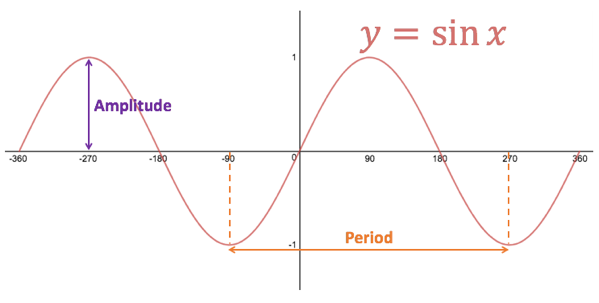 y = sin x
1
Amplitude
-360 -270 -180 -90 0 90 180 270 360
-1
Period